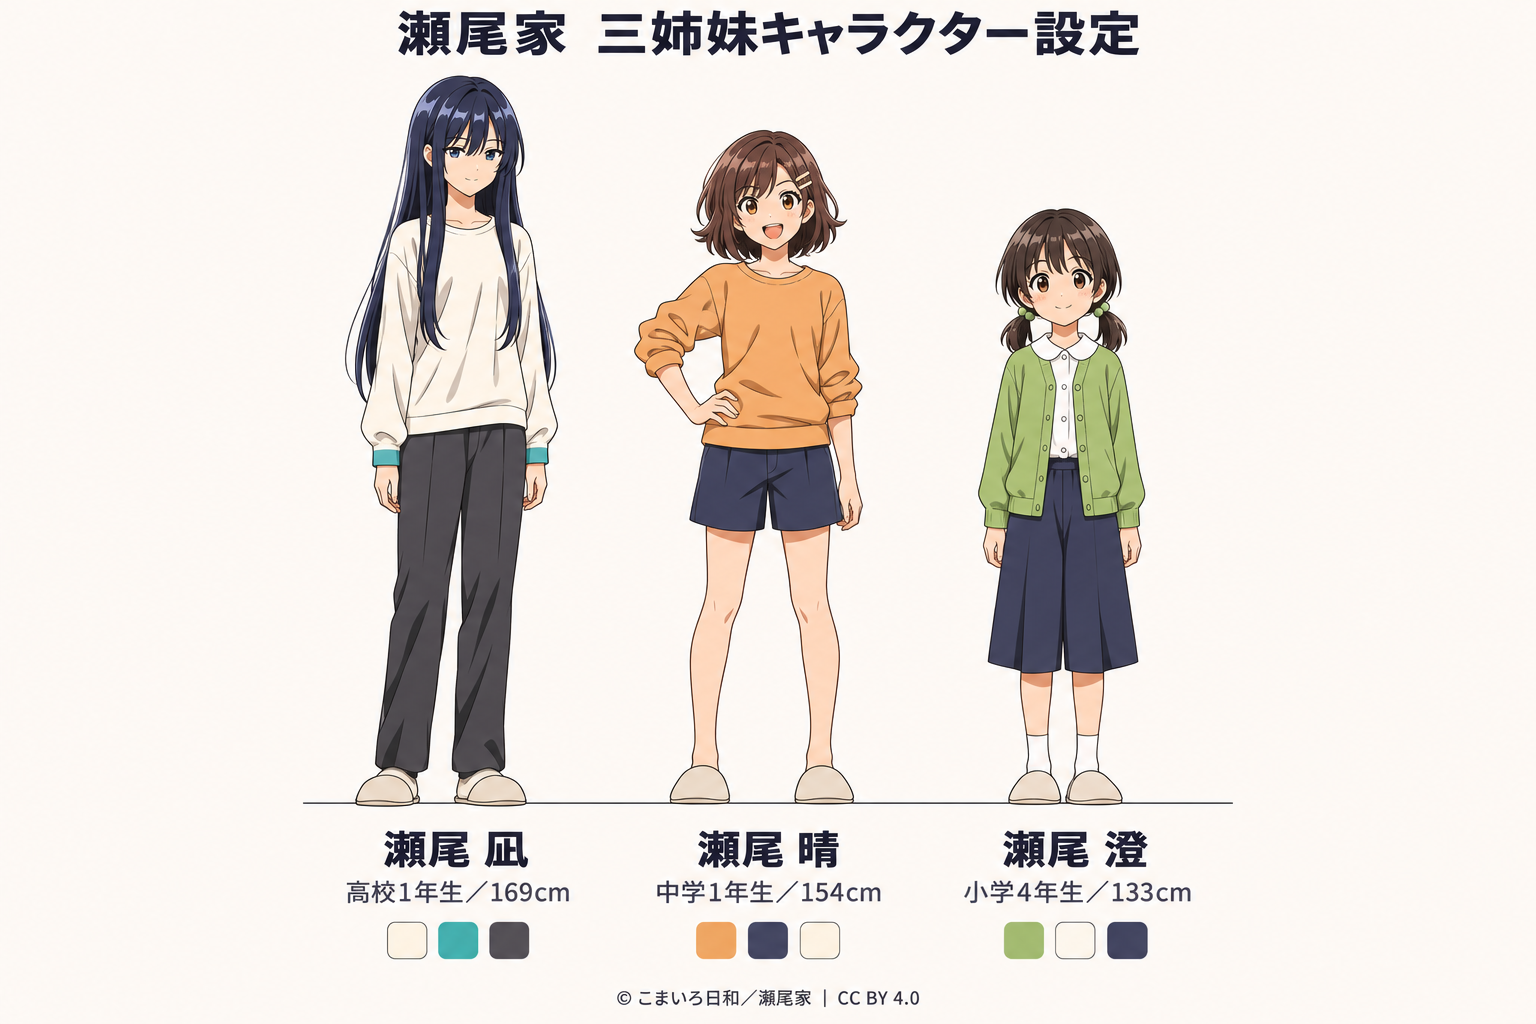 瀬尾家 三姉妹キャラクター設定
瀬尾 凪
高校1年生／169cm
瀬尾 晴
中学1年生／154cm
瀬尾 澄
小学4年生／133cm
© こまいろ日和／瀬尾家 | CC BY 4.0